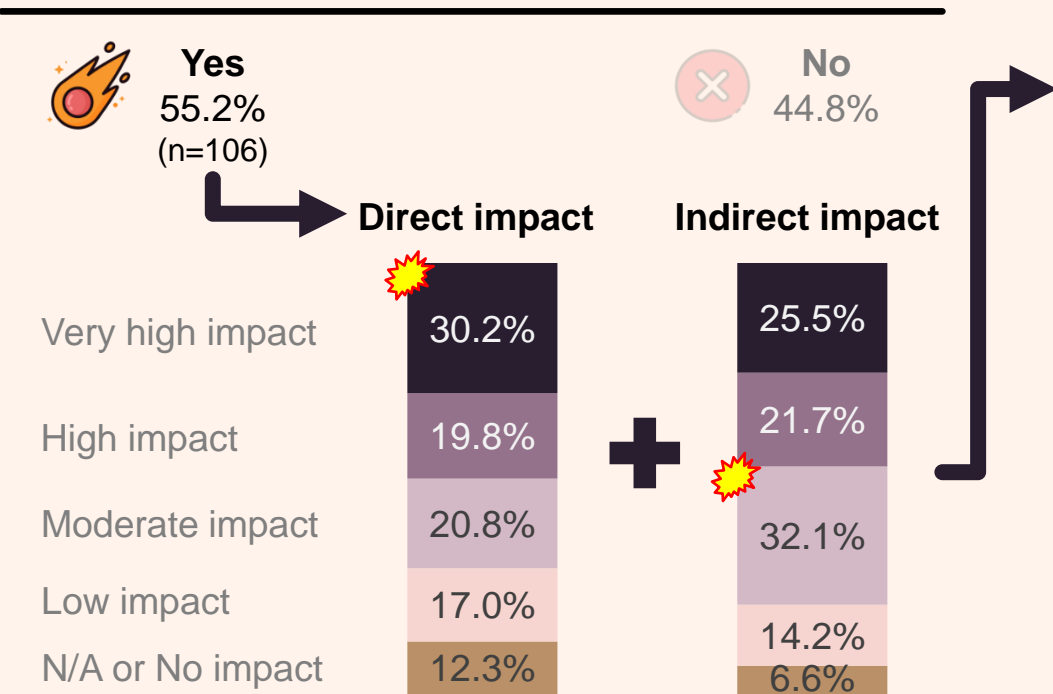 Yes
55.2%
(n=106)
No
44.8%
Direct impact
Indirect impact
Very high impact
30.2%
25.5%
High impact
19.8%
21.7%
Moderate impact
20.8%
32.1%
Low impact
17.0%
14.2%
N/A or No impact
12.3%
6.6%